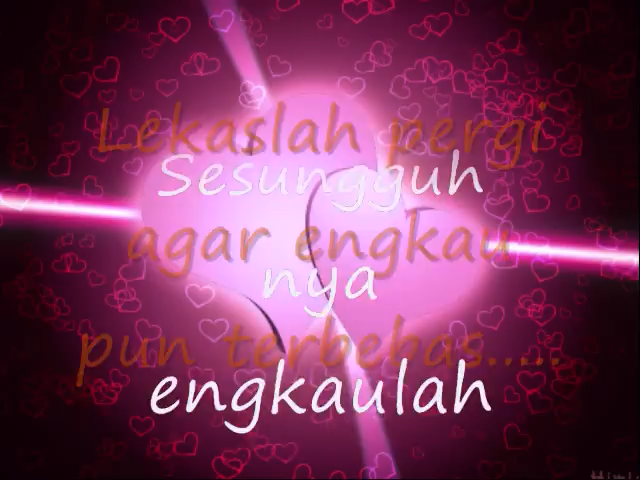 Lekaslah pergi
Sesungguh
agar engkau
nya
pun terbebas.....
engkaulah